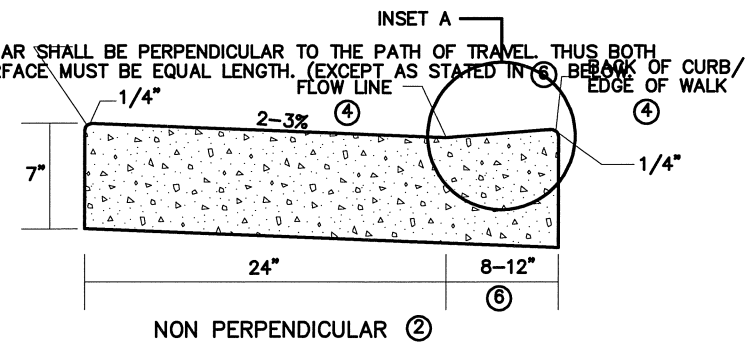 INSET A
AR SHALL BE PERPENDICULAR TO THE PATH OF TRAVEL. THUS BOTH
RFACE MUST BE EQUAL LENGTH. (EXCEPT AS STATED IN 6 BELOW.
BACK OF CURB/
EDGE OF WALK
4
FLOW LINE
4
1/4"
2-3%
1/4"
7"
24"
8-12"
6
NON PERPENDICULAR 2